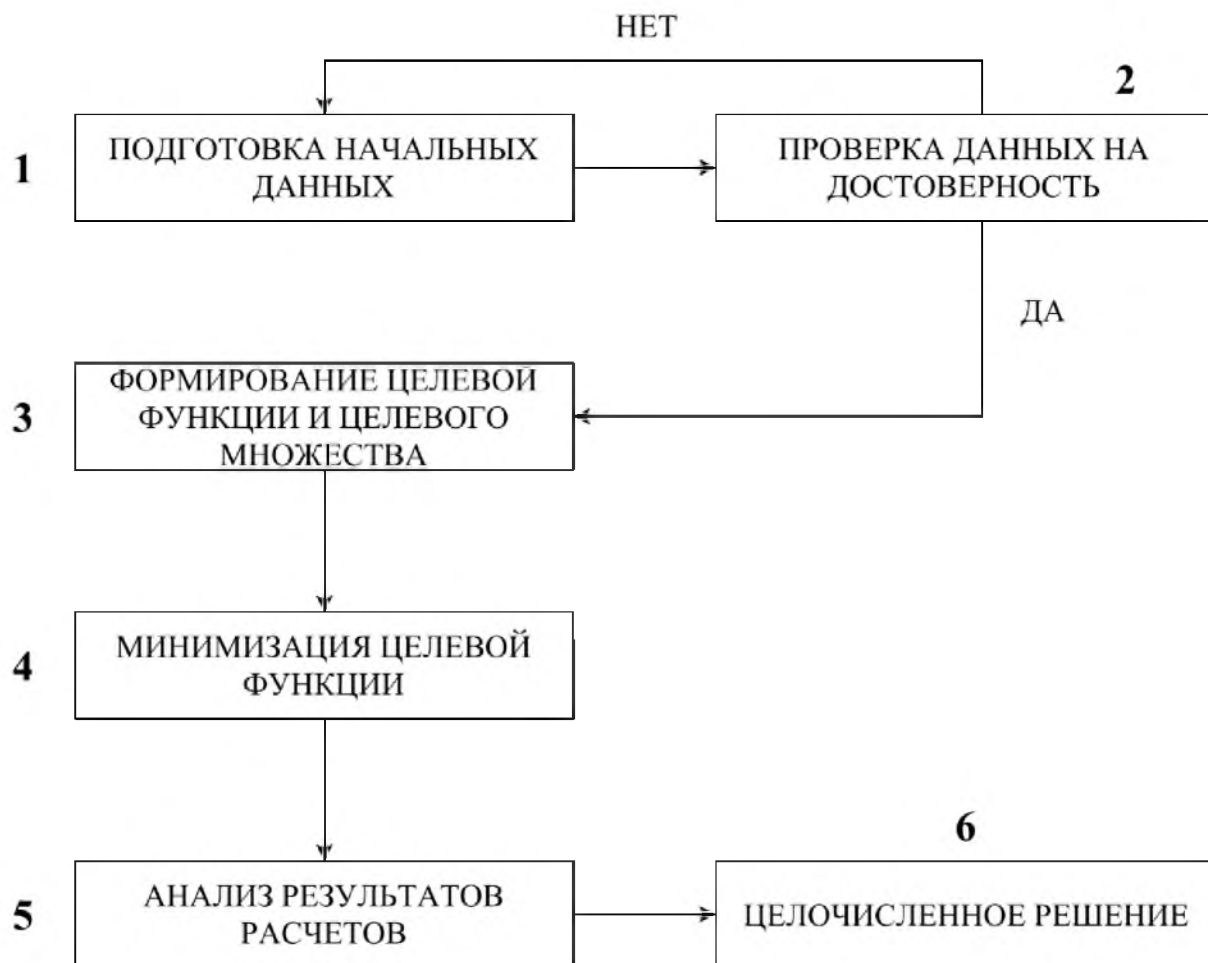 НЕТ
2
1
ПОДГОТОВКА НАЧАЛЬНЫХ
ДАННЫХ
ПРОВЕРКА ДАННЫХ НА
ДОСТОВЕРНОСТЬ
ДА
3
ФОРМИРОВАНИЕ ЦЕЛЕВОЙ
ФУНКЦИИ И ЦЕЛЕВОГО
МНОЖЕСТВА
4
МИНИМИЗАЦИЯ ЦЕЛЕВОЙ
ФУНКЦИИ
5
АНАЛИЗ РЕЗУЛЬТАТОВ
РАСЧЕТОВ
6
ЦЕЛОЧИСЛЕННОЕ РЕШЕНИЕ